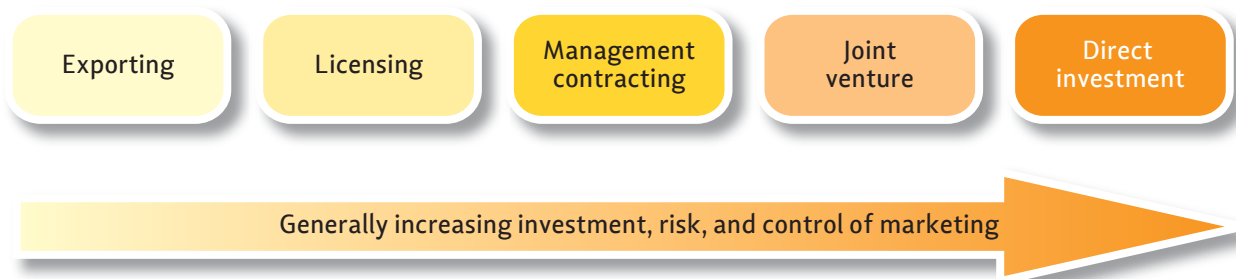 Exporting
Licensing
Management
contracting
Joint
venture
Direct
investment
Generally increasing investment, risk, and control of marketing